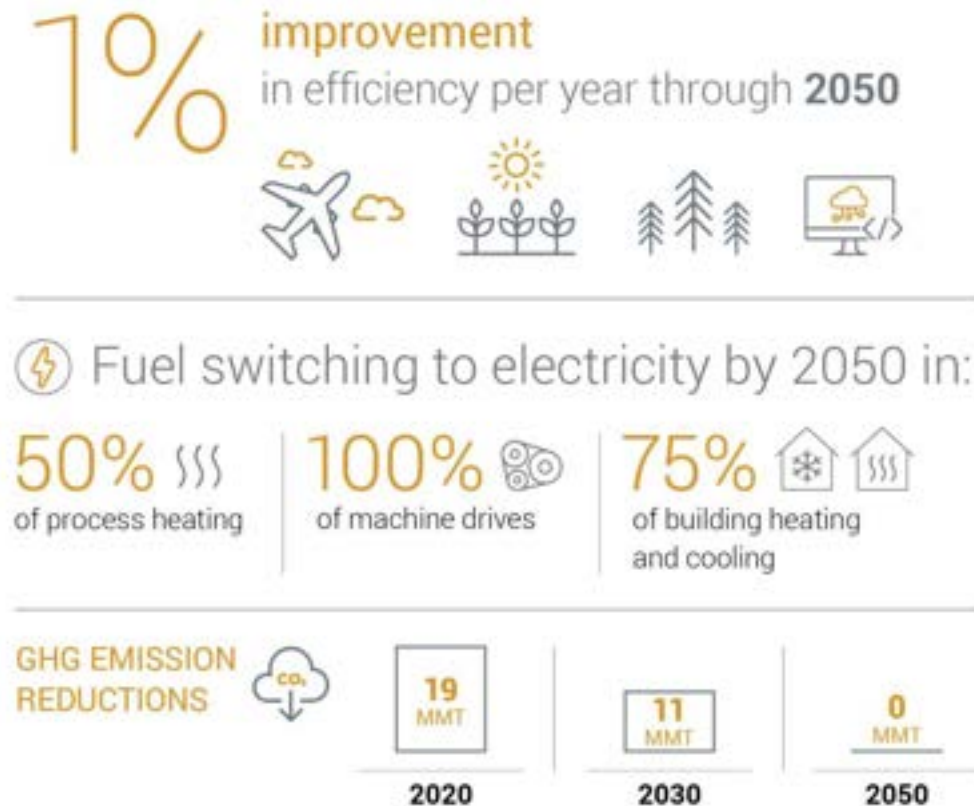 1% improvement
in efficiency per year through 2050
</>
Fuel switching to electricity by 2050 in:
50%
of process heating
100%
of machine drives
75%
of building heating
and cooling
GHG EMISSION
REDUCTIONS
CO₂
19
MMT
2020
11
MMT
2030
0
MMT
2050